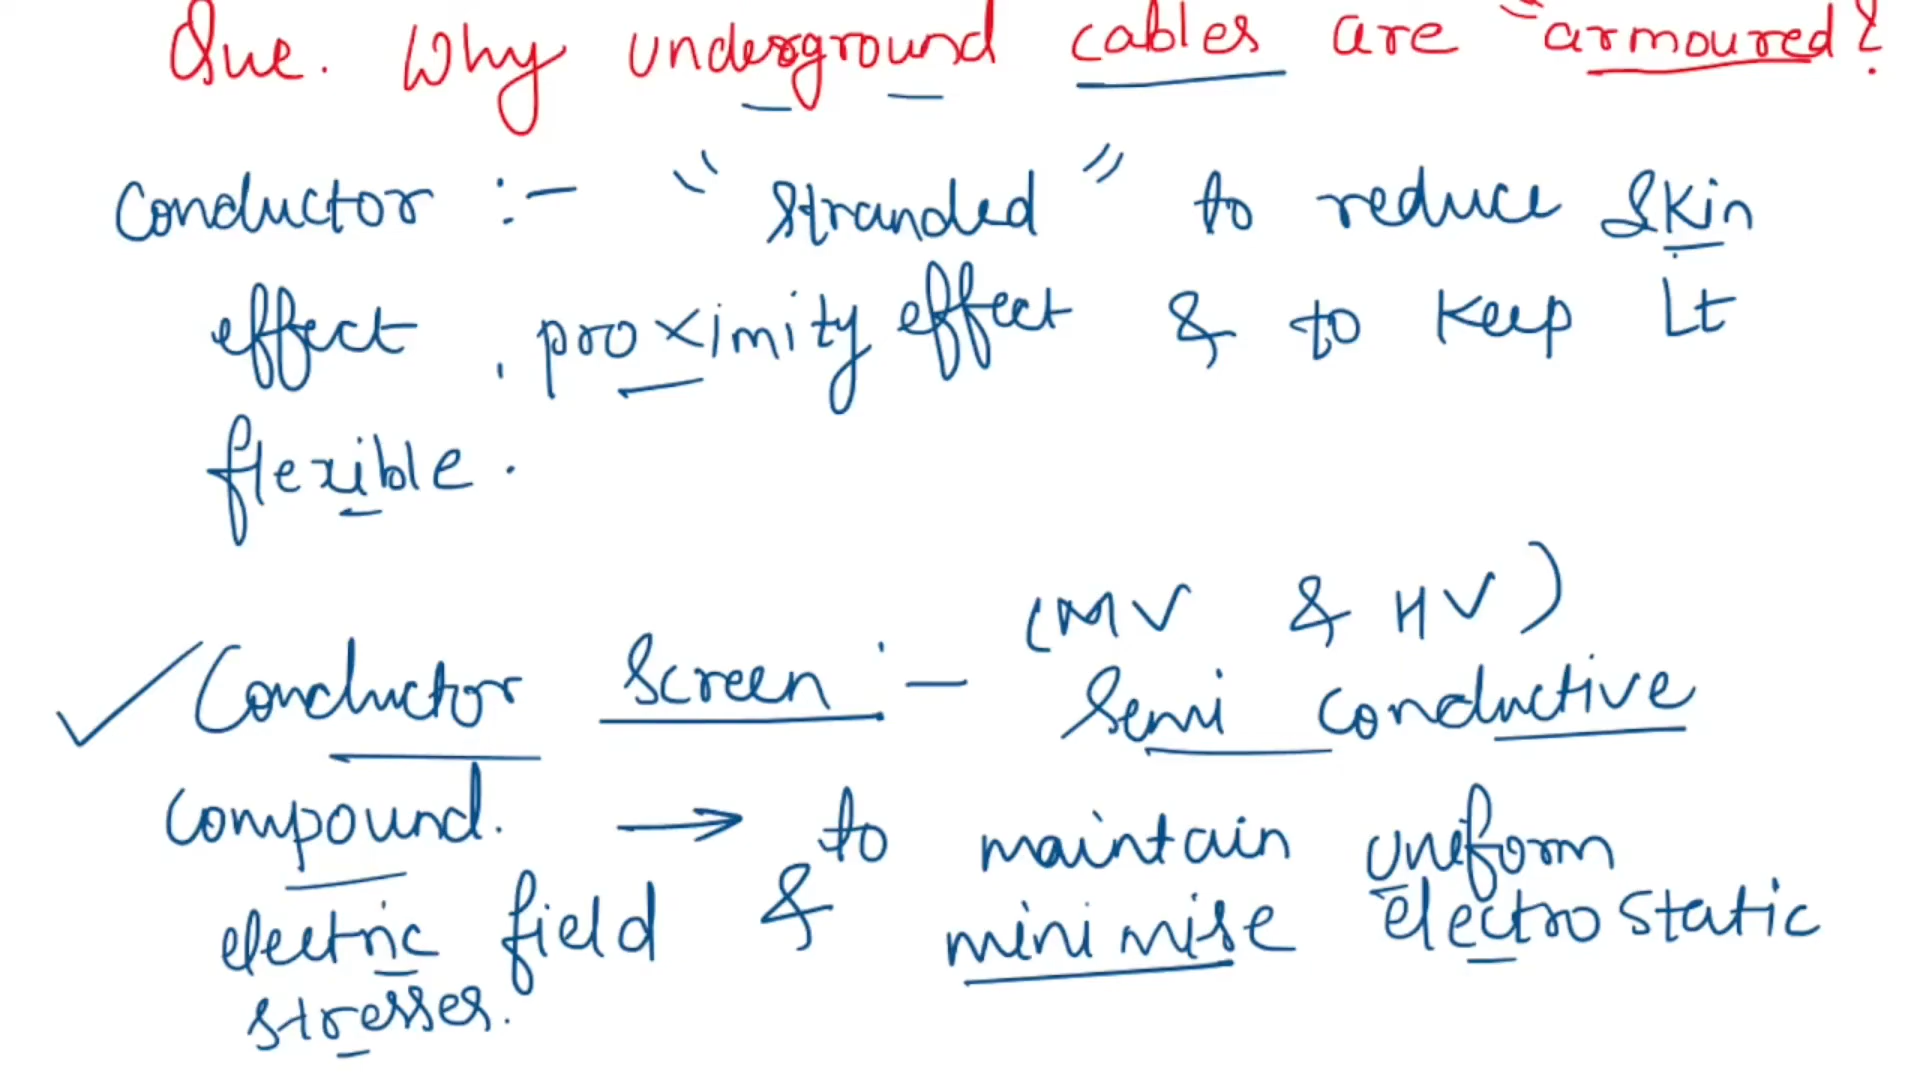 Que. Why underground cables are "armoured?
Conductor :- "Stranded" to reduce Skin
effect, proximity effect & to keep Lt
flexible.
(MV & HV)
Conductor Screen :- Semi conductive
compound. → to maintain uniform
electric field & minimise electrostatic
stresses.